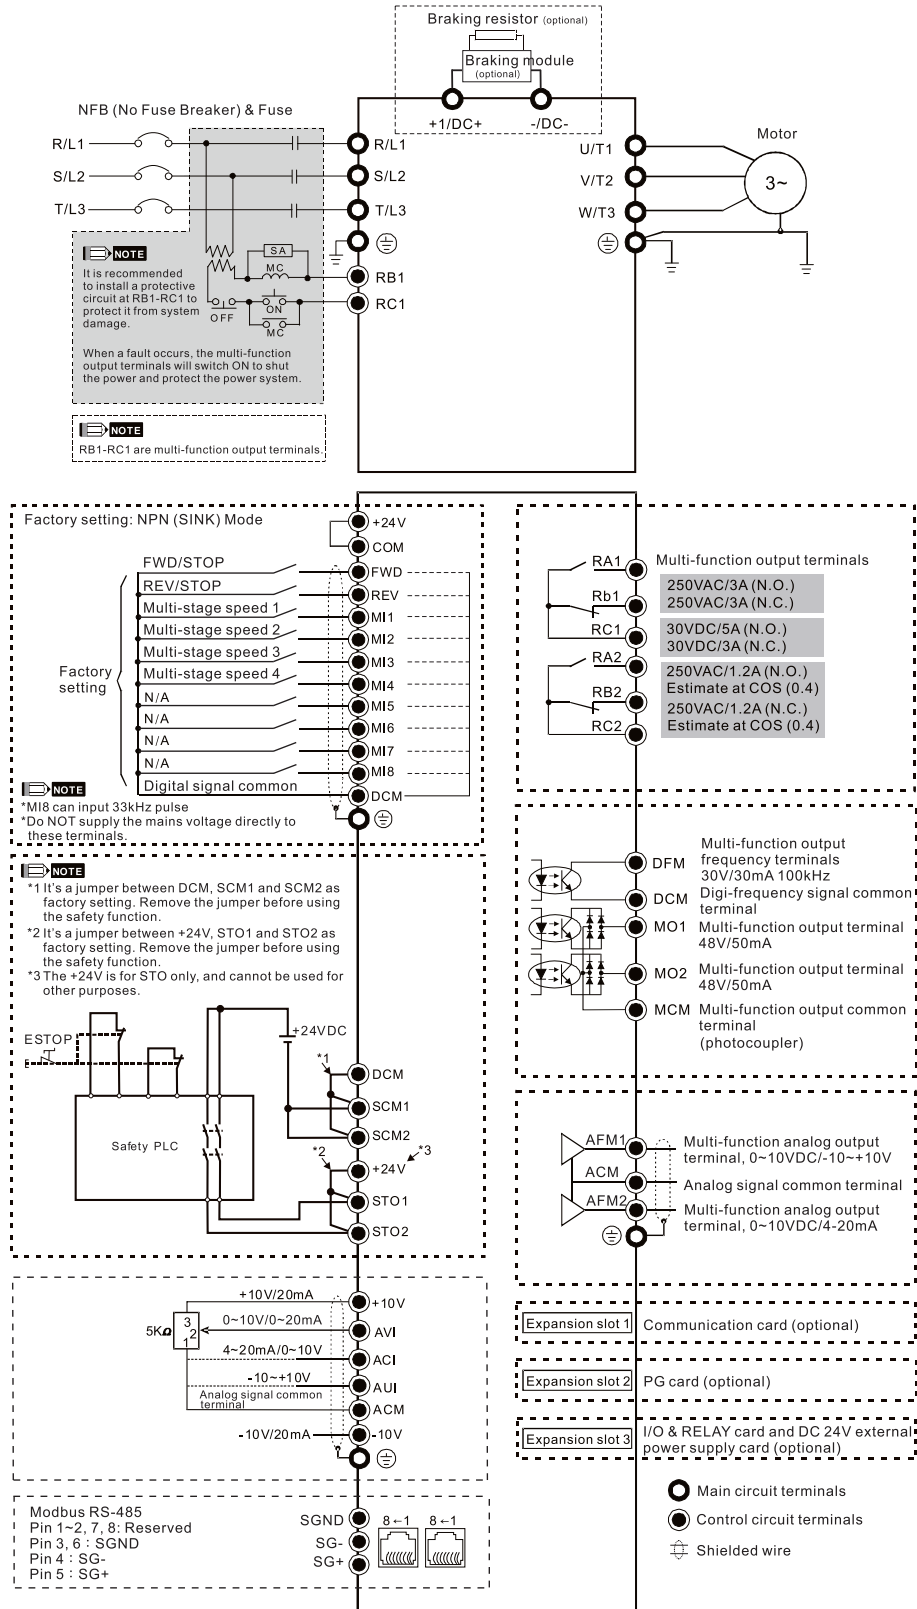 Braking resistor (optional)
Braking module
(optional)
+1/DC+
-/DC-
NFB (No Fuse Breaker) & Fuse
R/L1
R/L1
S/L2
S/L2
T/L3
T/L3
U/T1
V/T2
W/T3
Motor
3~
NOTE
It is recommended
to install a protective
circuit at RB1-RC1 to
protect it from system
damage.
When a fault occurs, the multi-function
output terminals will switch ON to shut
the power and protect the power system.
SA
MC
OFF
ON
MC
RB1
RC1
NOTE
RB1-RC1 are multi-function output terminals.
Factory setting: NPN (SINK) Mode
+24V
COM
FWD/STOP
FWD
REV/STOP
REV
Multi-stage speed 1
MI1
Multi-stage speed 2
MI2
Multi-stage speed 3
MI3
Multi-stage speed 4
MI4
N/A
MI5
N/A
MI6
N/A
MI7
N/A
MI8
Digital signal common
DCM
Factory
setting
NOTE
*MI8 can input 33kHz pulse
*Do NOT supply the mains voltage directly to
these terminals.
RA1
Rb1
RC1
RA2
RB2
RC2
Multi-function output terminals
250VAC/3A (N.O.)
250VAC/3A (N.C.)
30VDC/5A (N.O.)
30VDC/3A (N.C.)
250VAC/1.2A (N.O.)
Estimate at COS (0.4)
250VAC/1.2A (N.C.)
Estimate at COS (0.4)
NOTE
*1 It's a jumper between DCM, SCM1 and SCM2 as
factory setting. Remove the jumper before using
the safety function.
*2 It's a jumper between +24V, STO1 and STO2 as
factory setting. Remove the jumper before using
the safety function.
*3 The +24V is for STO only, and cannot be used for
other purposes.
ESTOP
+24VDC
Safety PLC
*1
DCM
SCM1
SCM2
*2
+24V
*3
STO1
STO2
DFM
Multi-function output
frequency terminals
30V/30mA 100kHz
DCM
Digi-frequency signal common
terminal
MO1
Multi-function output terminal
48V/50mA
MO2
Multi-function output terminal
48V/50mA
MCM
Multi-function output common
terminal
(photocoupler)
AFM1
Multi-function analog output
terminal, 0~10VDC/-10~+10V
ACM
Analog signal common terminal
AFM2
Multi-function analog output
terminal, 0~10VDC/4-20mA
+10V/20mA
+10V
5KΩ
3
2
1
0~10V/0~20mA
AVI
4~20mA/0~10V
ACI
-10~+10V
AUI
Analog signal common
terminal
ACM
-10V/20mA
-10V
Expansion slot 1
Communication card (optional)
Expansion slot 2
PG card (optional)
Expansion slot 3
I/O & RELAY card and DC 24V external
power supply card (optional)
Modbus RS-485
Pin 1~2, 7, 8: Reserved
Pin 3, 6 : SGND
Pin 4 : SG-
Pin 5 : SG+
SGND
SG-
SG+
8←1
8←1
Main circuit terminals
Control circuit terminals
Shielded wire